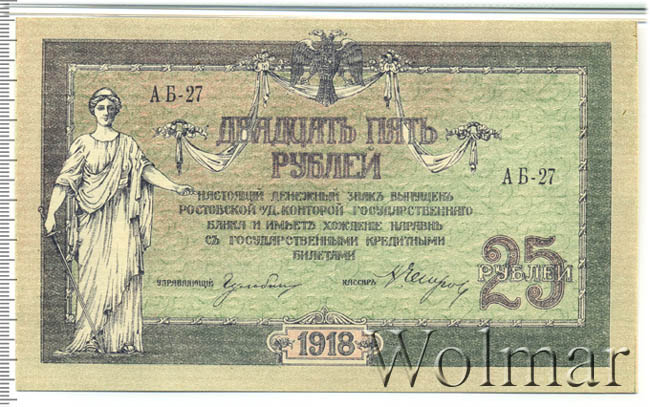 АБ-27
ДВАДЦАТЬ ПЯТЬ
РУБЛЕЙ
АБ-27
НАСТОЯЩІЙ ДЕНЕЖНЫЙ ЗНАКЪ ВЫПУЩЕНЪ
РОСТОВСКОЙ Н/Д. КОНТОРОЙ ГОСУДАРСТВЕННАГО
БАНКА И ИМѢЕТЪ ХОЖДЕНІЕ НАРАВНѢ
СЪ ГОСУДАРСТВЕННЫМИ КРЕДИТНЫМИ
БИЛЕТАМИ
25
РУБЛЕЙ
УПРАВЛЯЮЩІЙ
КАССИРЪ
1918
Wolmar